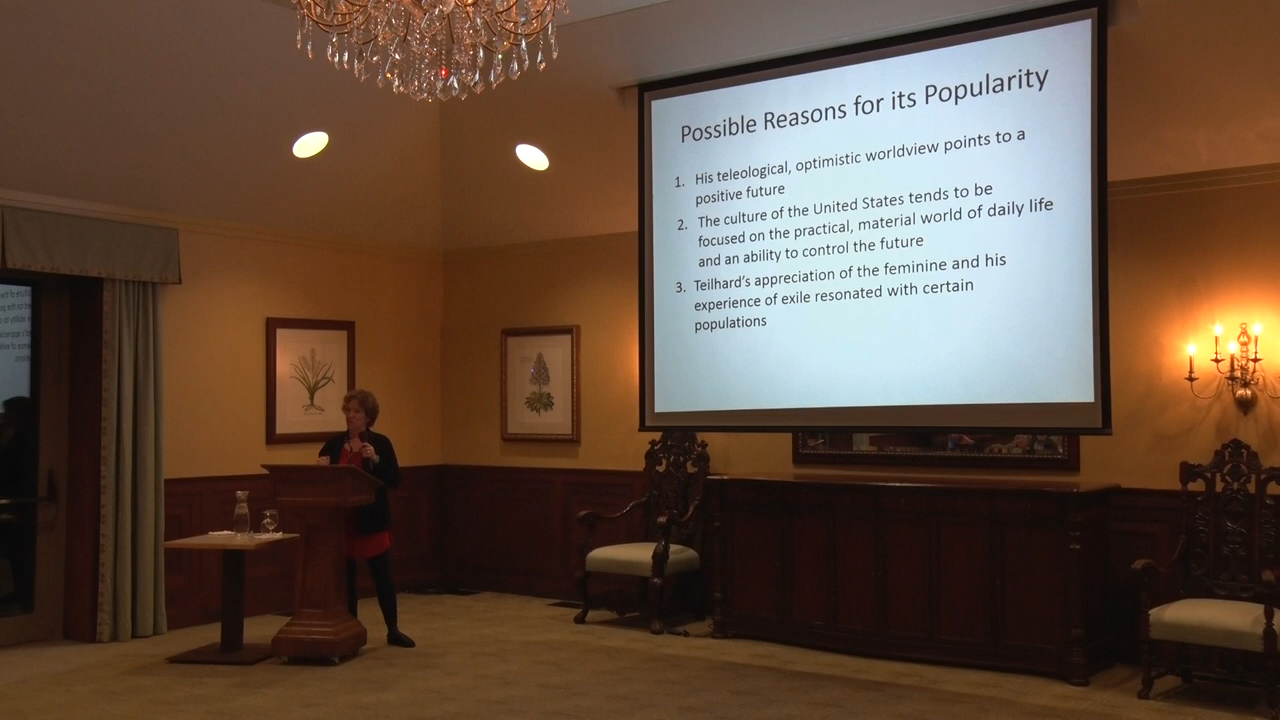 Possible Reasons for its Popularity
1. His teleological, optimistic worldview points to a
positive future
2. The culture of the United States tends to be
focused on the practical, material world of daily life
and an ability to control the future
3. Teilhard's appreciation of the feminine and his
experience of exile resonated with certain
populations